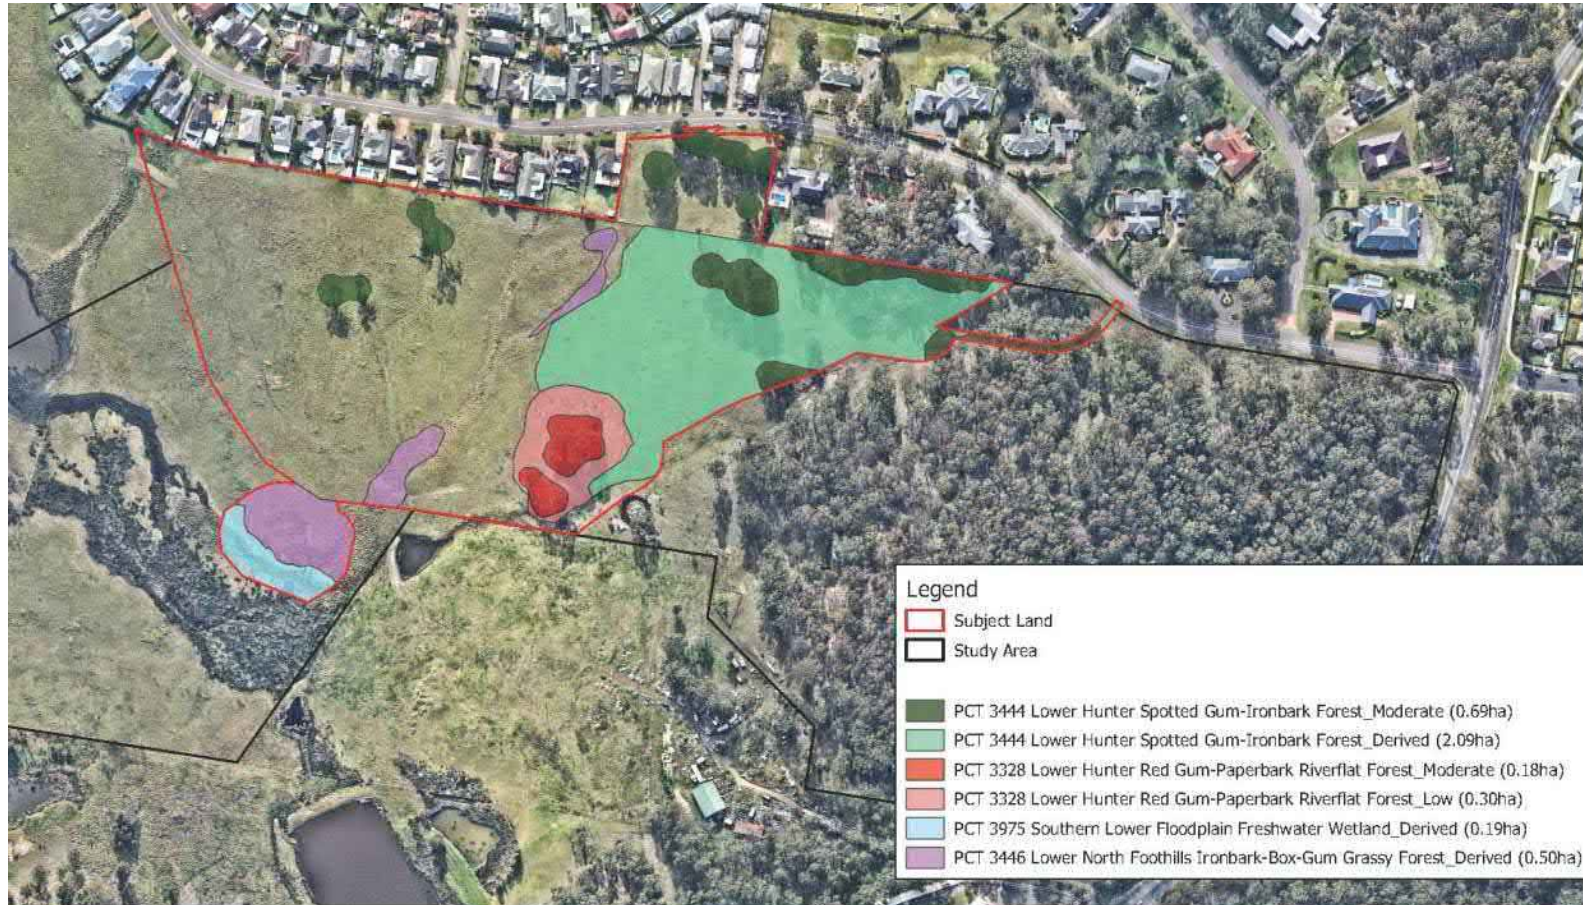 Legend
Subject Land
Study Area
PCT 3444 Lower Hunter Spotted Gum-Ironbark Forest_Moderate (0.69ha)
PCT 3444 Lower Hunter Spotted Gum-Ironbark Forest_Derived (2.09ha)
PCT 3328 Lower Hunter Red Gum-Paperbark Riverflat Forest_Moderate (0.18ha)
PCT 3328 Lower Hunter Red Gum-Paperbark Riverflat Forest_Low (0.30ha)
PCT 3975 Southern Lower Floodplain Freshwater Wetland_Derived (0.19ha)
PCT 3446 Lower North Foothills Ironbark-Box-Gum Grassy Forest_Derived (0.50ha)